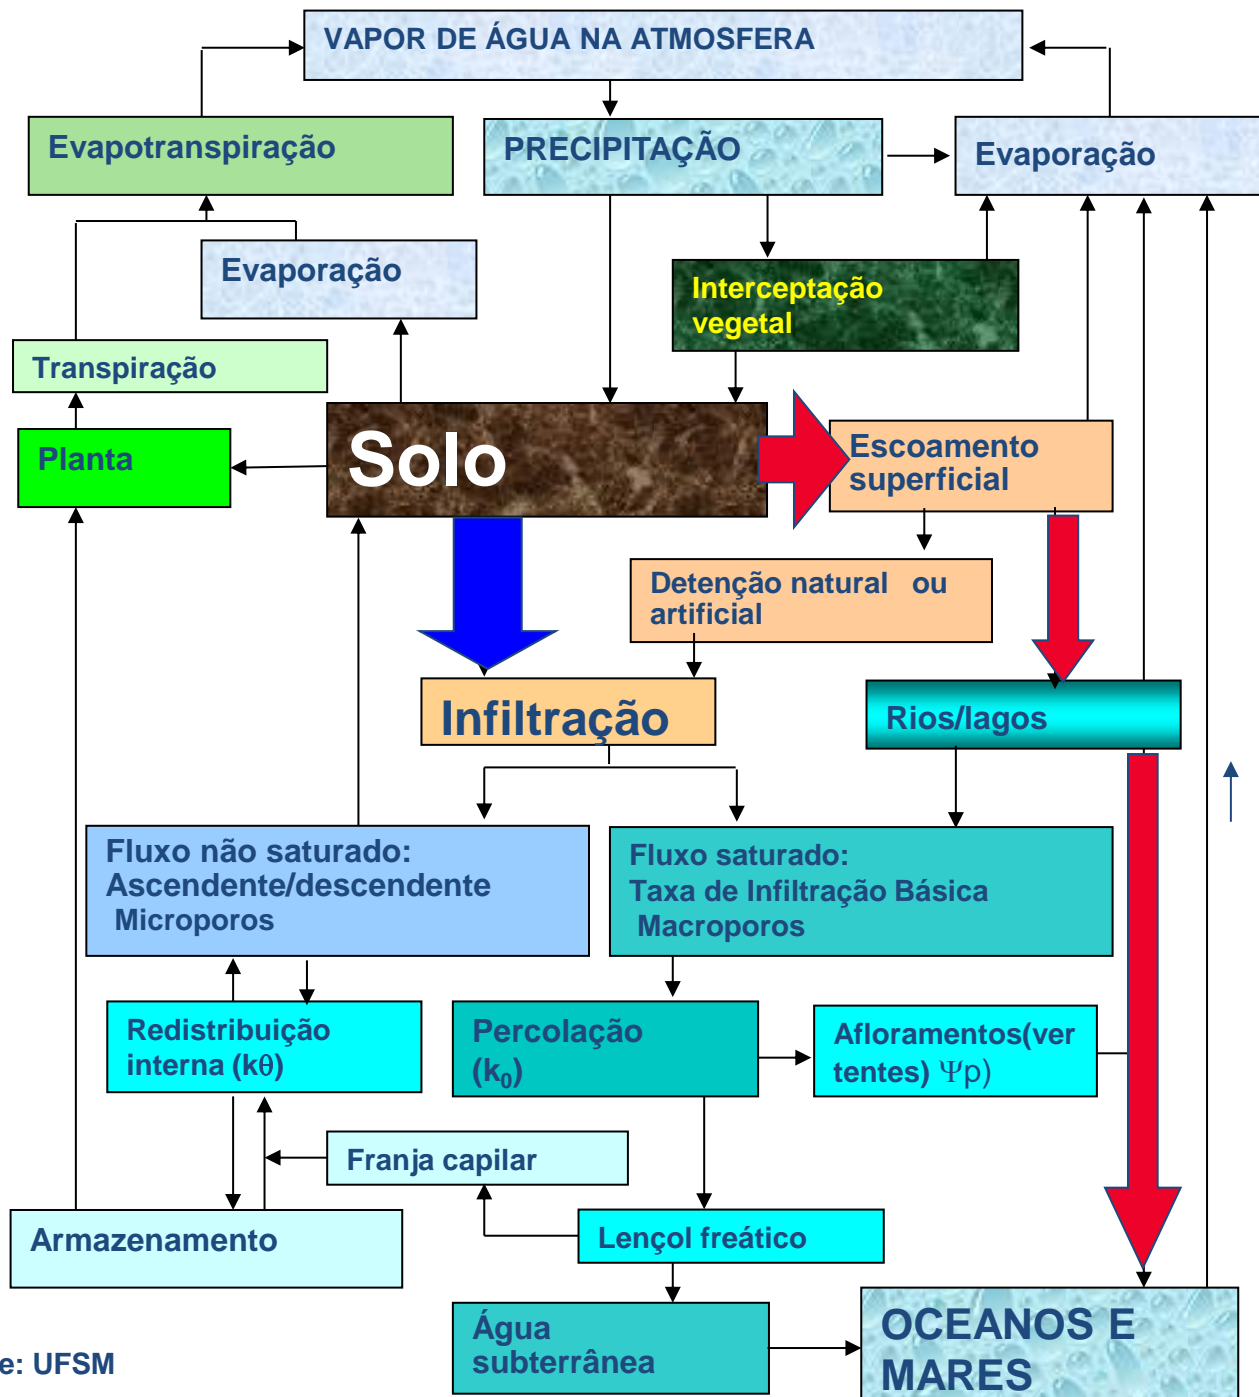 VAPOR DE ÁGUA NA ATMOSFERA
Evapotranspiração
PRECIPITAÇÃO
Evaporação
Evaporação
Interceptação
vegetal
Transpiração
Solo
Planta
Escoamento
superficial
Detenção natural ou
artificial
Infiltração
Rios/lagos
Fluxo não saturado:
Ascendente/descendente
Microporos
Fluxo saturado:
Taxa de Infiltração Básica
Macroporos
Redistribuição
interna (kθ)
Percolação
(k₀)
Afloramentos(ver
tentes) Ψp)
Franja capilar
Armazenamento
Lençol freático
Água
subterrânea
OCEANOS E
MARES
e: UFSM